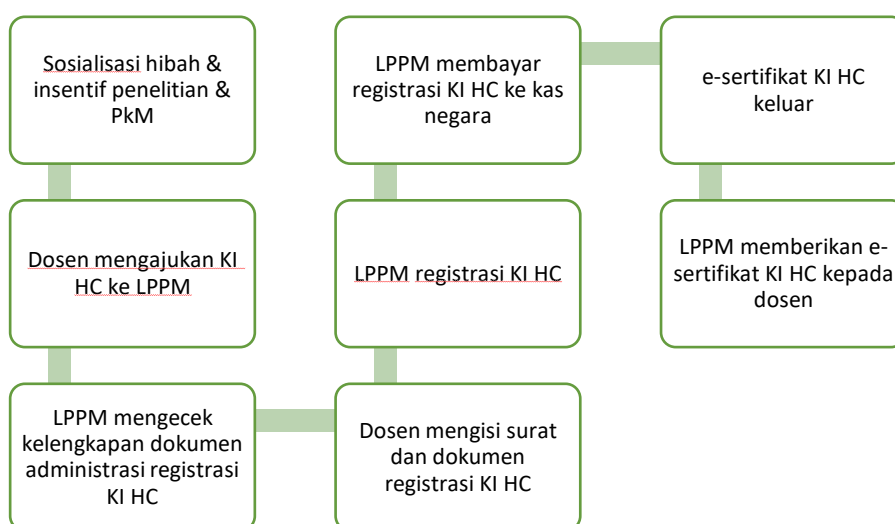 Sosialisasi hibah &
insentif penelitian &
PkM
Dosen mengajukan KI
HC ke LPPM
LPPM mengecek
kelengkapan dokumen
administrasi registrasi
KI HC
Dosen mengisi surat
dan dokumen
registrasi KI HC
LPPM registrasi KI HC
LPPM membayar
registrasi KI HC ke kas
negara
e-sertifikat KI HC
keluar
LPPM memberikan e-
sertifikat KI HC kepada
dosen